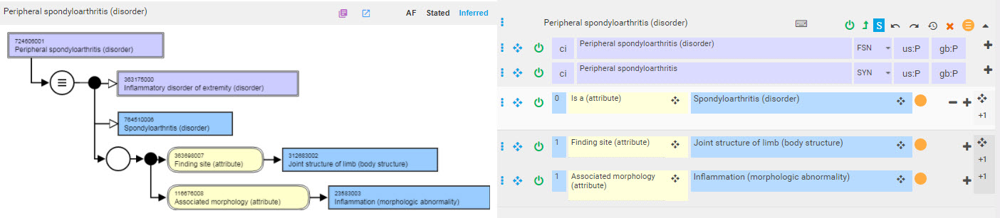 Peripheral spondyloarthritis (disorder)
AF Stated Inferred
724606001
Peripheral spondyloarthritis (disorder)
363175000
Inflammatory disorder of extremity (disorder)
764510006
Spondyloarthritis (disorder)
363698007
Finding site (attribute)
312683002
Joint structure of limb (body structure)
116676008
Associated morphology (attribute)
23583003
Inflammation (morphologic abnormality)
Peripheral spondyloarthritis (disorder)
S
ci Peripheral spondyloarthritis (disorder) FSN us:P gb:P
ci Peripheral spondyloarthritis SYN us:P gb:P
0 Is a (attribute) Spondyloarthritis (disorder)
+1
1 Finding site (attribute) Joint structure of limb (body structure)
+1
1 Associated morphology Inflammation (morphologic abnormality) +1
(attribute)